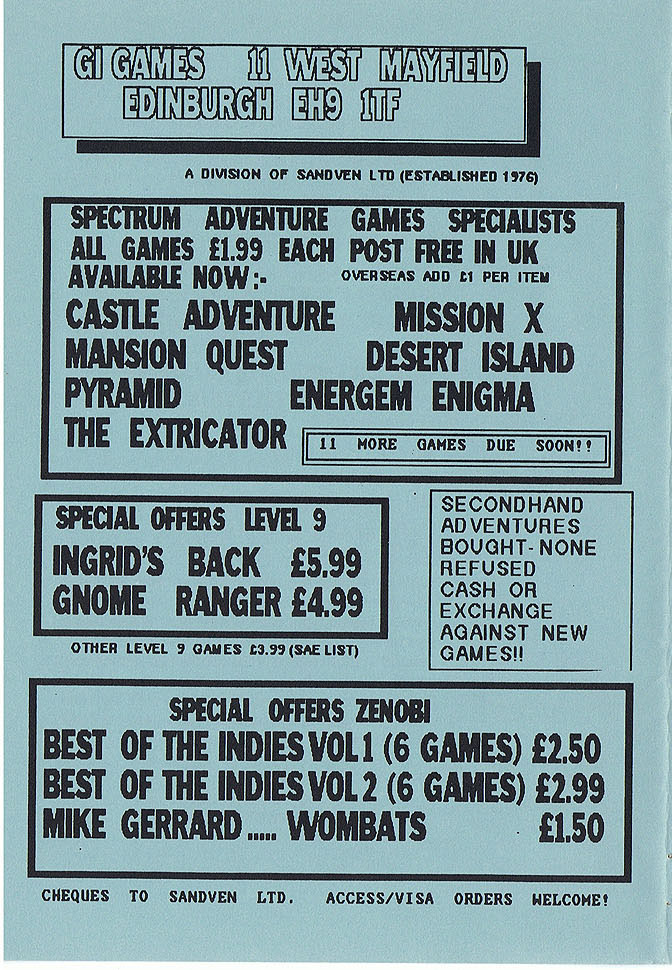 GI GAMES 11 WEST MAYFIELD
EDINBURGH EH9 1TF
A DIVISION OF SANDVEN LTD (ESTABLISHED 1976)
SPECTRUM ADVENTURE GAMES SPECIALISTS
ALL GAMES £1.99 EACH POST FREE IN UK
AVAILABLE NOW:- OVERSEAS ADD £1 PER ITEM
CASTLE ADVENTURE MISSION X
MANSION QUEST DESERT ISLAND
PYRAMID ENERGEM ENIGMA
THE EXTRICATOR
11 MORE GAMES DUE SOON!!
SPECIAL OFFERS LEVEL 9
INGRID'S BACK £5.99
GNOME RANGER £4.99
OTHER LEVEL 9 GAMES £3.99 (SAE LIST)
SECONDHAND
ADVENTURES
BOUGHT-NONE
REFUSED
CASH OR
EXCHANGE
AGAINST NEW
GAMES!!
SPECIAL OFFERS ZENOBI
BEST OF THE INDIES VOL 1 (6 GAMES) £2.50
BEST OF THE INDIES VOL 2 (6 GAMES) £2.99
MIKE GERRARD ..... WOMBATS £1.50
CHEQUES TO SANDVEN LTD. ACCESS/VISA ORDERS WELCOME!